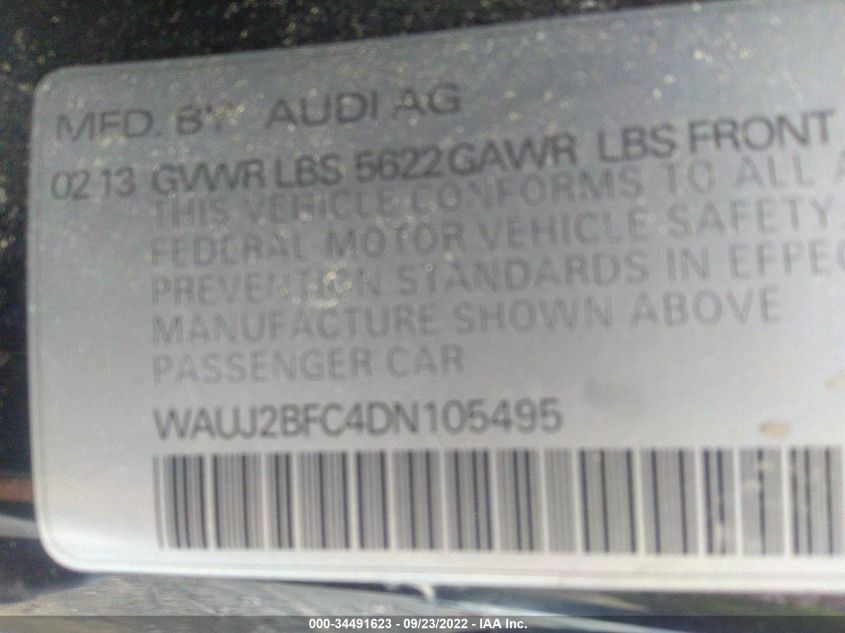 MFD. BY AUDI AG
02 13 GVWR LBS 5622 GAWR LBS FRONT
THIS VEHICLE CONFORMS TO ALL A
FEDERAL MOTOR VEHICLE SAFETY
PREVENTION STANDARDS IN EFFEC
MANUFACTURE SHOWN ABOVE
PASSENGER CAR
WAUJ2BFC4DN105495
000-34491623 - 09/23/2022 - IAA Inc.